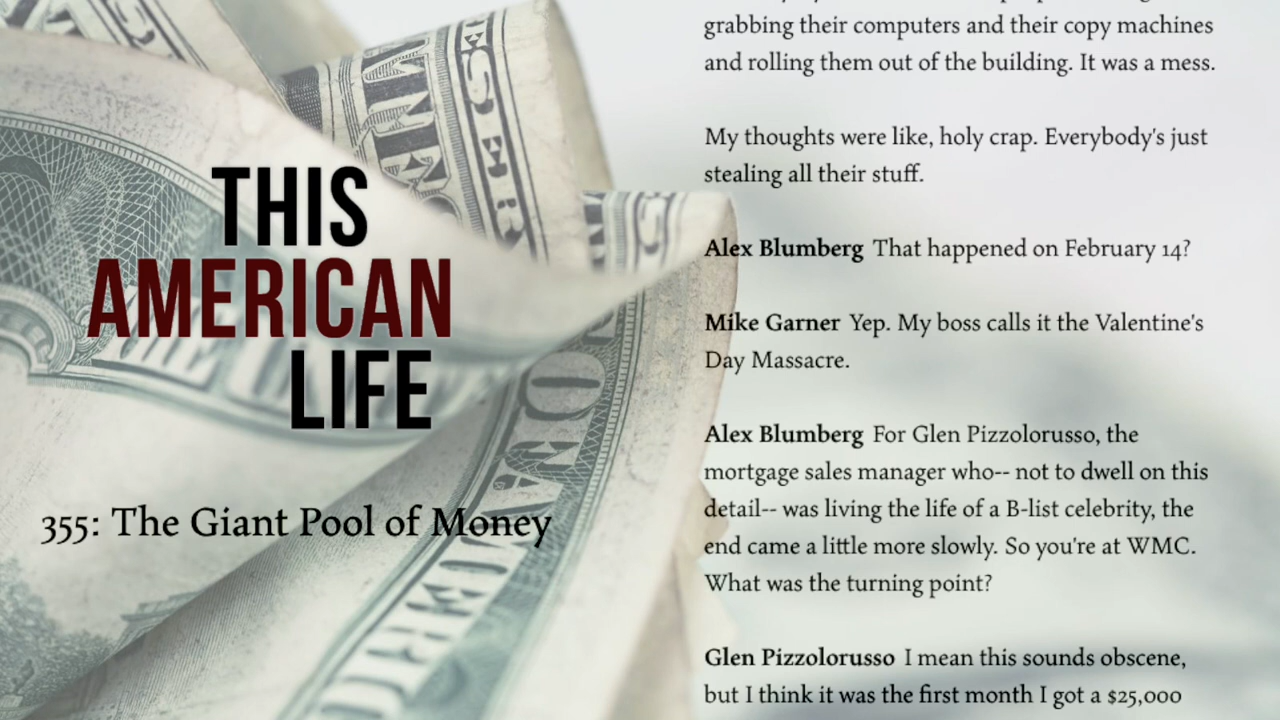 THIS
AMERICAN
LIFE
355: The Giant Pool of Money
grabbing their computers and their copy machines
and rolling them out of the building. It was a mess.
My thoughts were like, holy crap. Everybody's just
stealing all their stuff.
Alex Blumberg That happened on February 14?
Mike Garner Yep. My boss calls it the Valentine's
Day Massacre.
Alex Blumberg For Glen Pizzolorusso, the
mortgage sales manager who-- not to dwell on this
detail-- was living the life of a B-list celebrity, the
end came a little more slowly. So you're at WMC.
What was the turning point?
Glen Pizzolorusso I mean this sounds obscene,
but I think it was the first month I got a $25,000